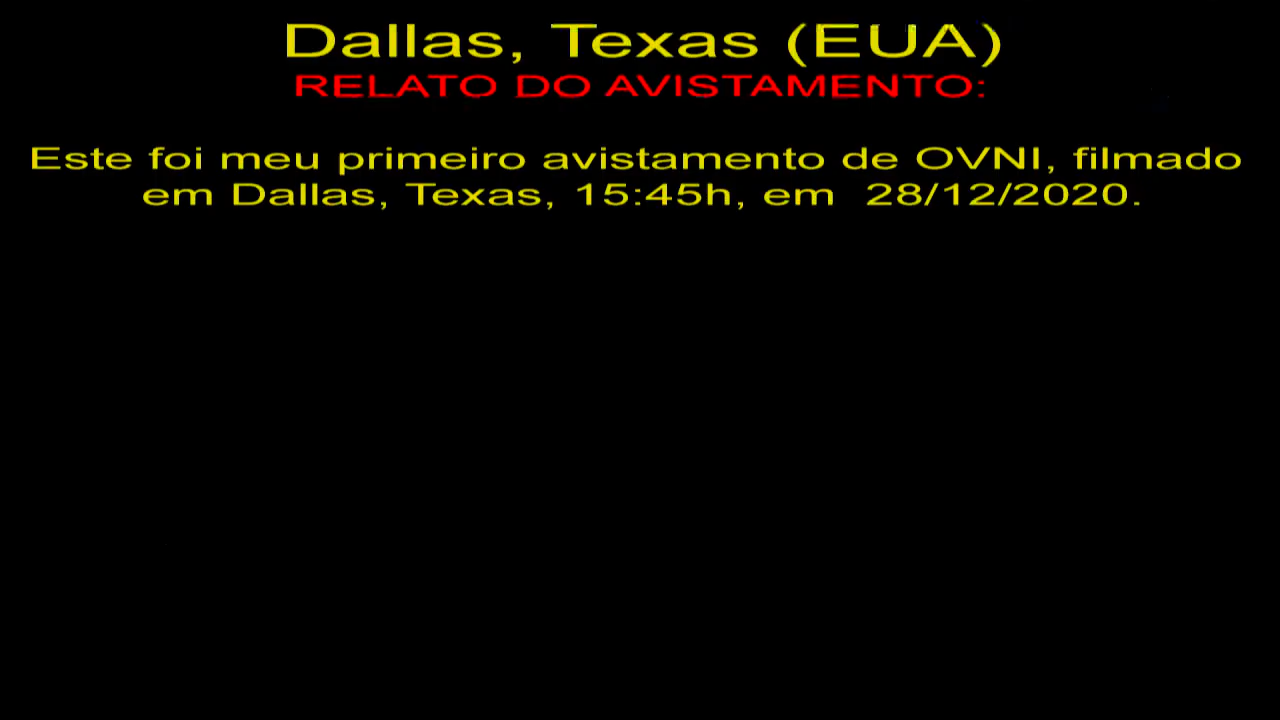 Dallas, Texas (EUA)
RELATO DO AVISTAMENTO:
Este foi meu primeiro avistamento de OVNI, filmado
em Dallas, Texas, 15:45h, em  28/12/2020.